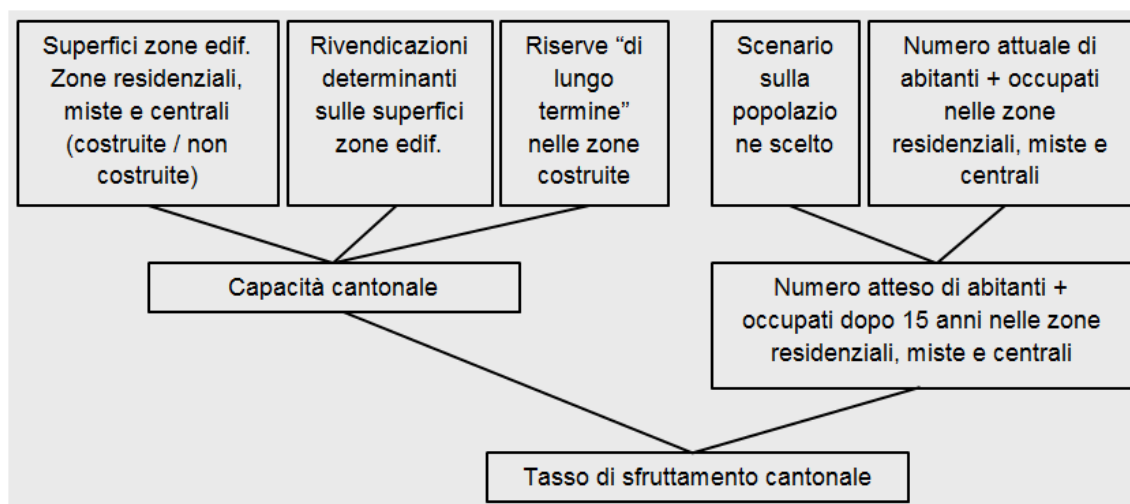 Superfici zone edif.
Zone residenziali,
miste e centrali
(costruite / non
costruite)
Rivendicazioni
determinanti
sulle superfici
zone edif.
Riserve “di
lungo
termine”
nelle zone
costruite
Scenario
sulla
popolazio
ne scelto
Numero attuale di
abitanti + occupati
nelle zone
residenziali, miste e
centrali
Capacità cantonale
Numero atteso di abitanti +
occupati dopo 15 anni nelle zone
residenziali, miste e centrali
Tasso di sfruttamento cantonale